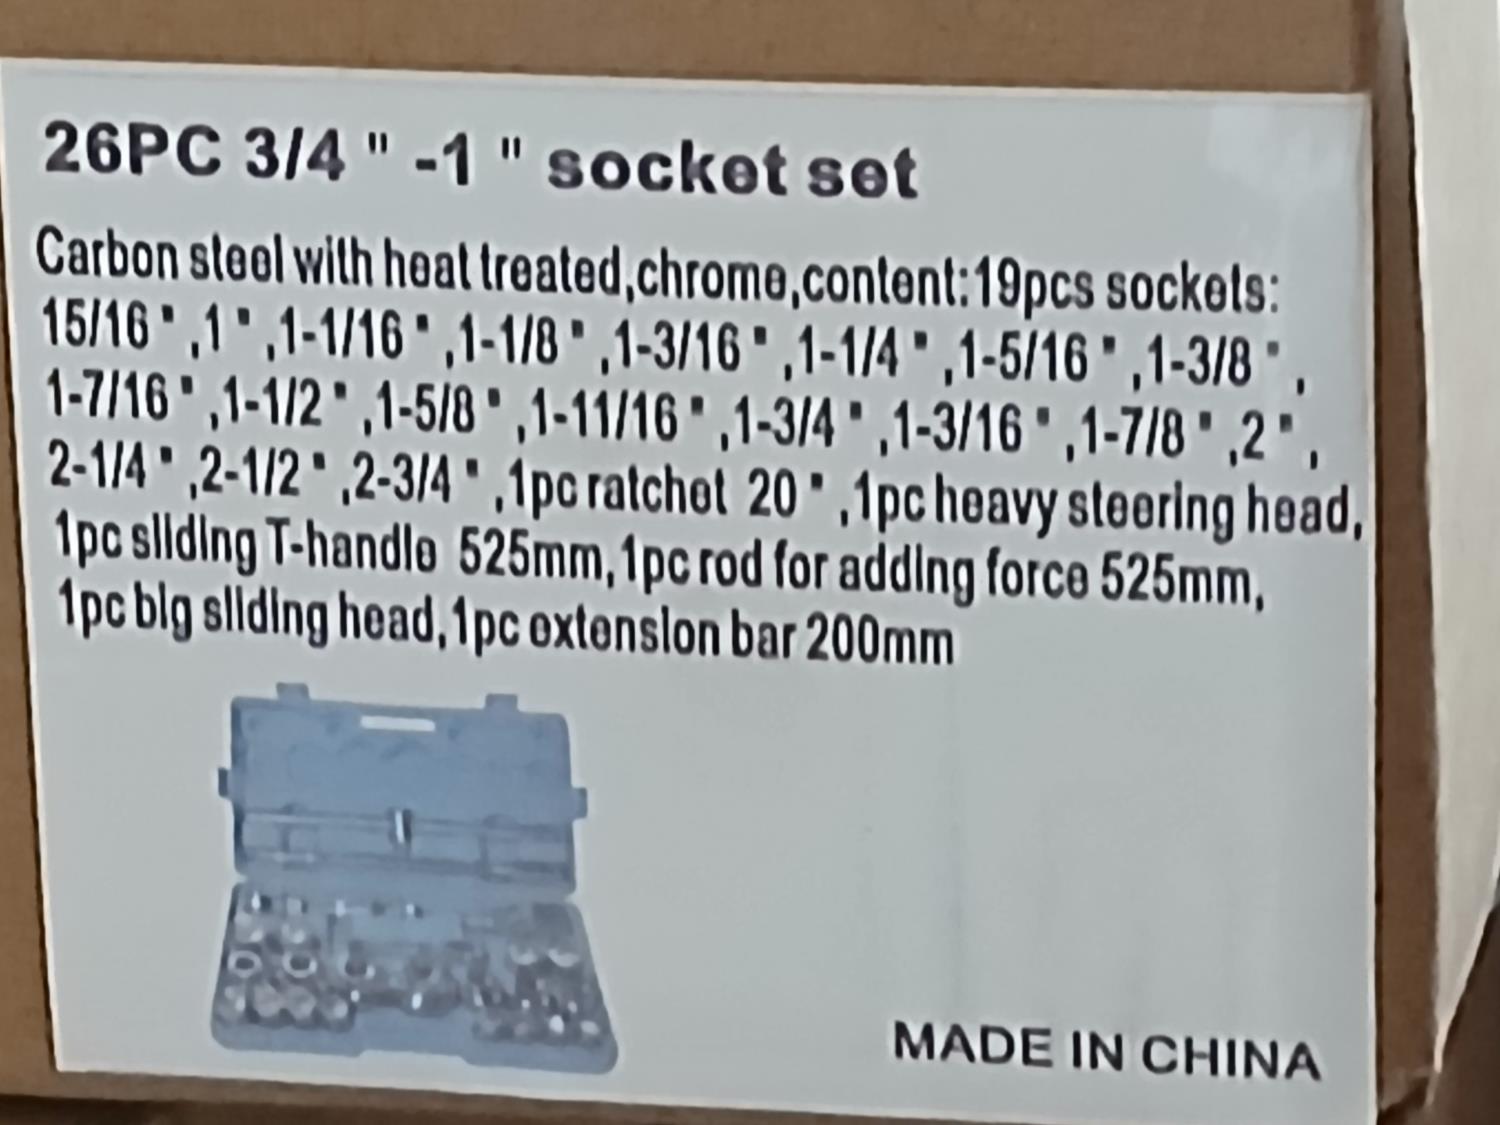 26PC 3/4 " -1 " socket set
Carbon steel with heat treated,chrome,content:19pcs sockets:
15/16 " ,1 " ,1-1/16 " ,1-1/8 " ,1-3/16 " ,1-1/4 " ,1-5/16 " ,1-3/8 " ,
1-7/16 " ,1-1/2 " ,1-5/8 " ,1-11/16 " ,1-3/4 " ,1-3/16 " ,1-7/8 " ,2 " ,
2-1/4 " ,2-1/2 " ,2-3/4 " ,1pc ratchet 20 " ,1pc heavy steering head,
1pc sliding T-handle 525mm,1pc rod for adding force 525mm,
1pc big sliding head,1pc extension bar 200mm
MADE IN CHINA